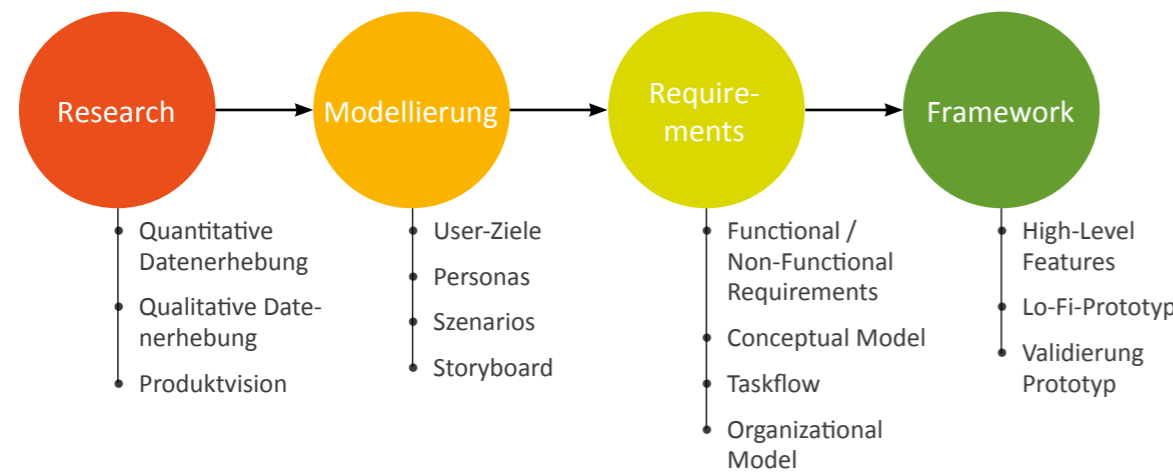 Research
Modellierung
Require-
ments
Framework
Quantitative
Datenerhebung
Qualitative Date-
nerhebung
Produktvision
User-Ziele
Personas
Szenarios
Storyboard
Functional /
Non-Functional
Requirements
Conceptual Model
Taskflow
Organizational
Model
High-Level
Features
Lo-Fi-Prototyp
Validierung
Prototyp